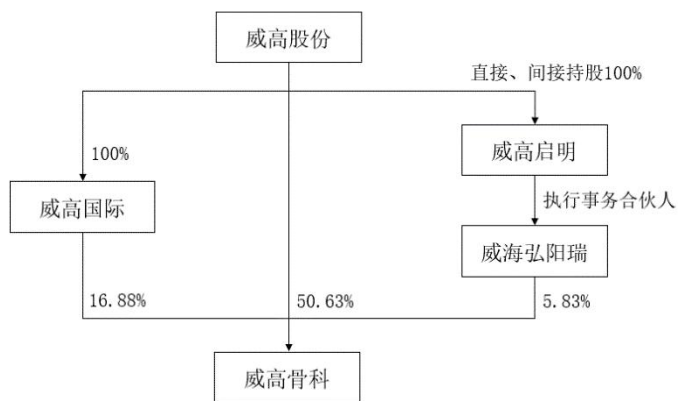 威高股份
直接、间接持股100%
100%
威高启明
威高国际
执行事务合伙人
威海弘阳瑞
16.88%
50.63%
5.83%
威高骨科